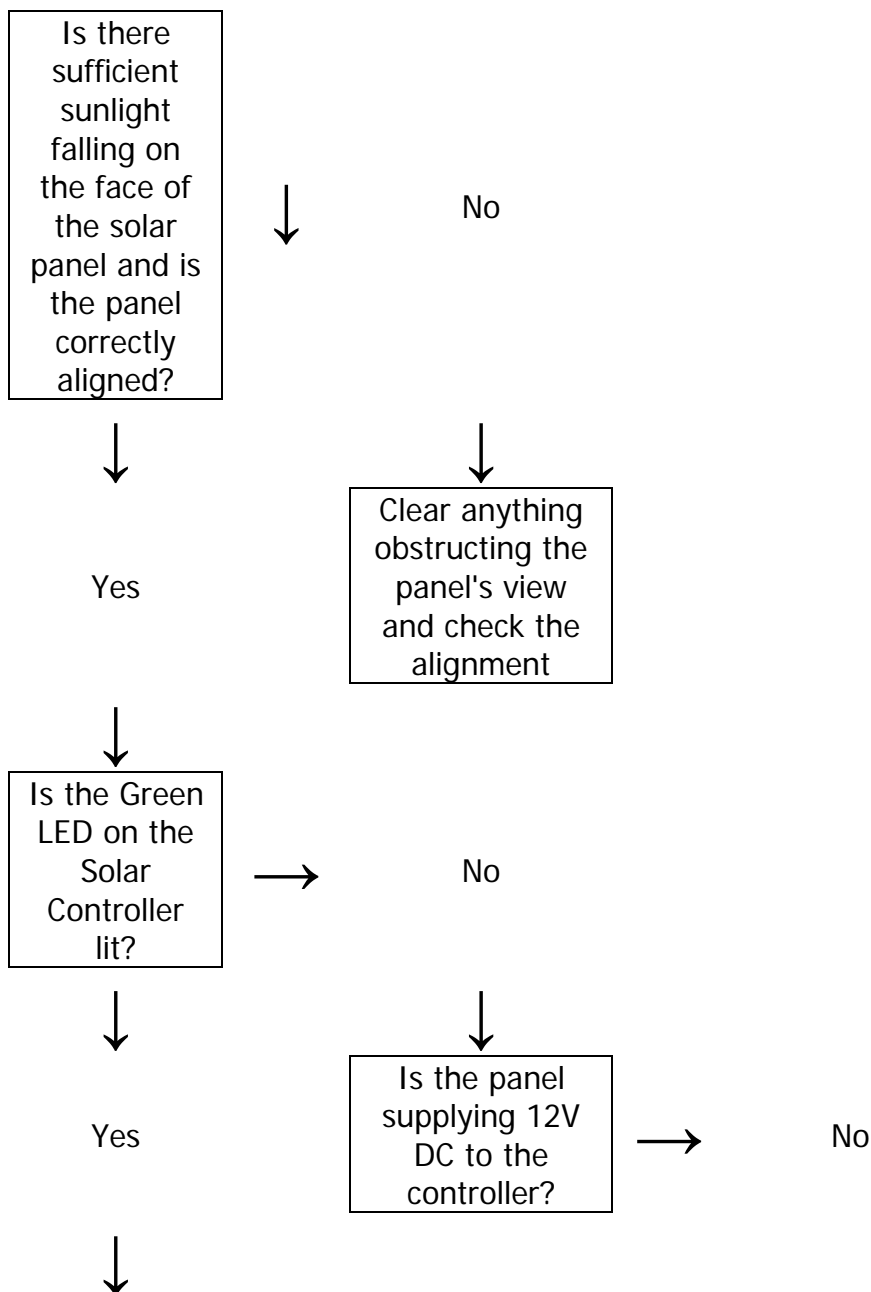 Is there
sufficient
sunlight
falling on
the face of
the solar
panel and is
the panel
correctly
aligned?
No
Yes
Clear anything
obstructing the
panel's view
and check the
alignment
Is the Green
LED on the
Solar
Controller
lit?
No
Yes
Is the panel
supplying 12V
DC to the
controller?
No